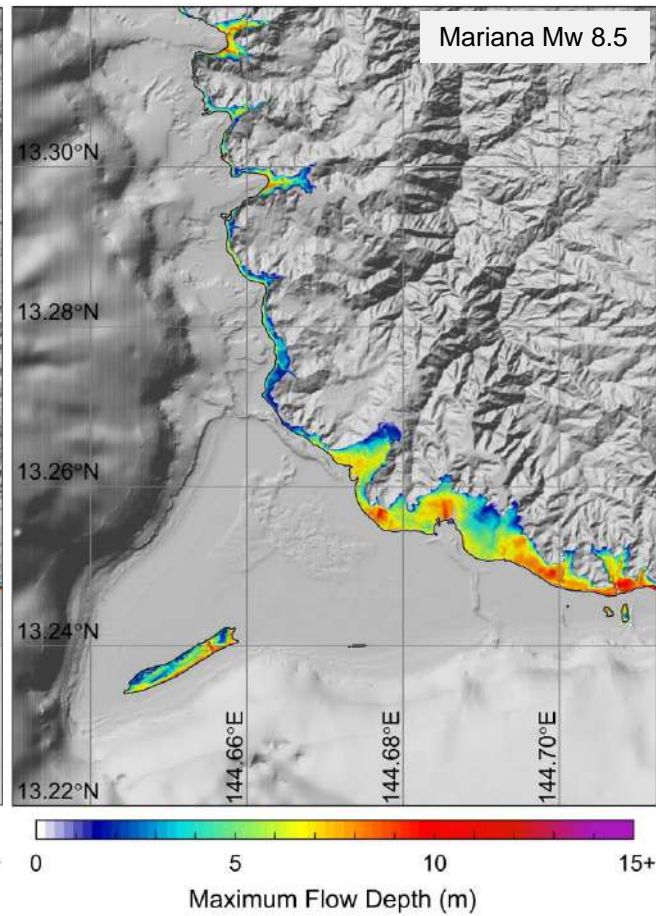 Mariana Mw 8.5
13.30°N
13.28°N
13.26°N
13.24°N
13.22°N
144.66°E
144.68°E
144.70°E
0 5 10 15+
Maximum Flow Depth (m)